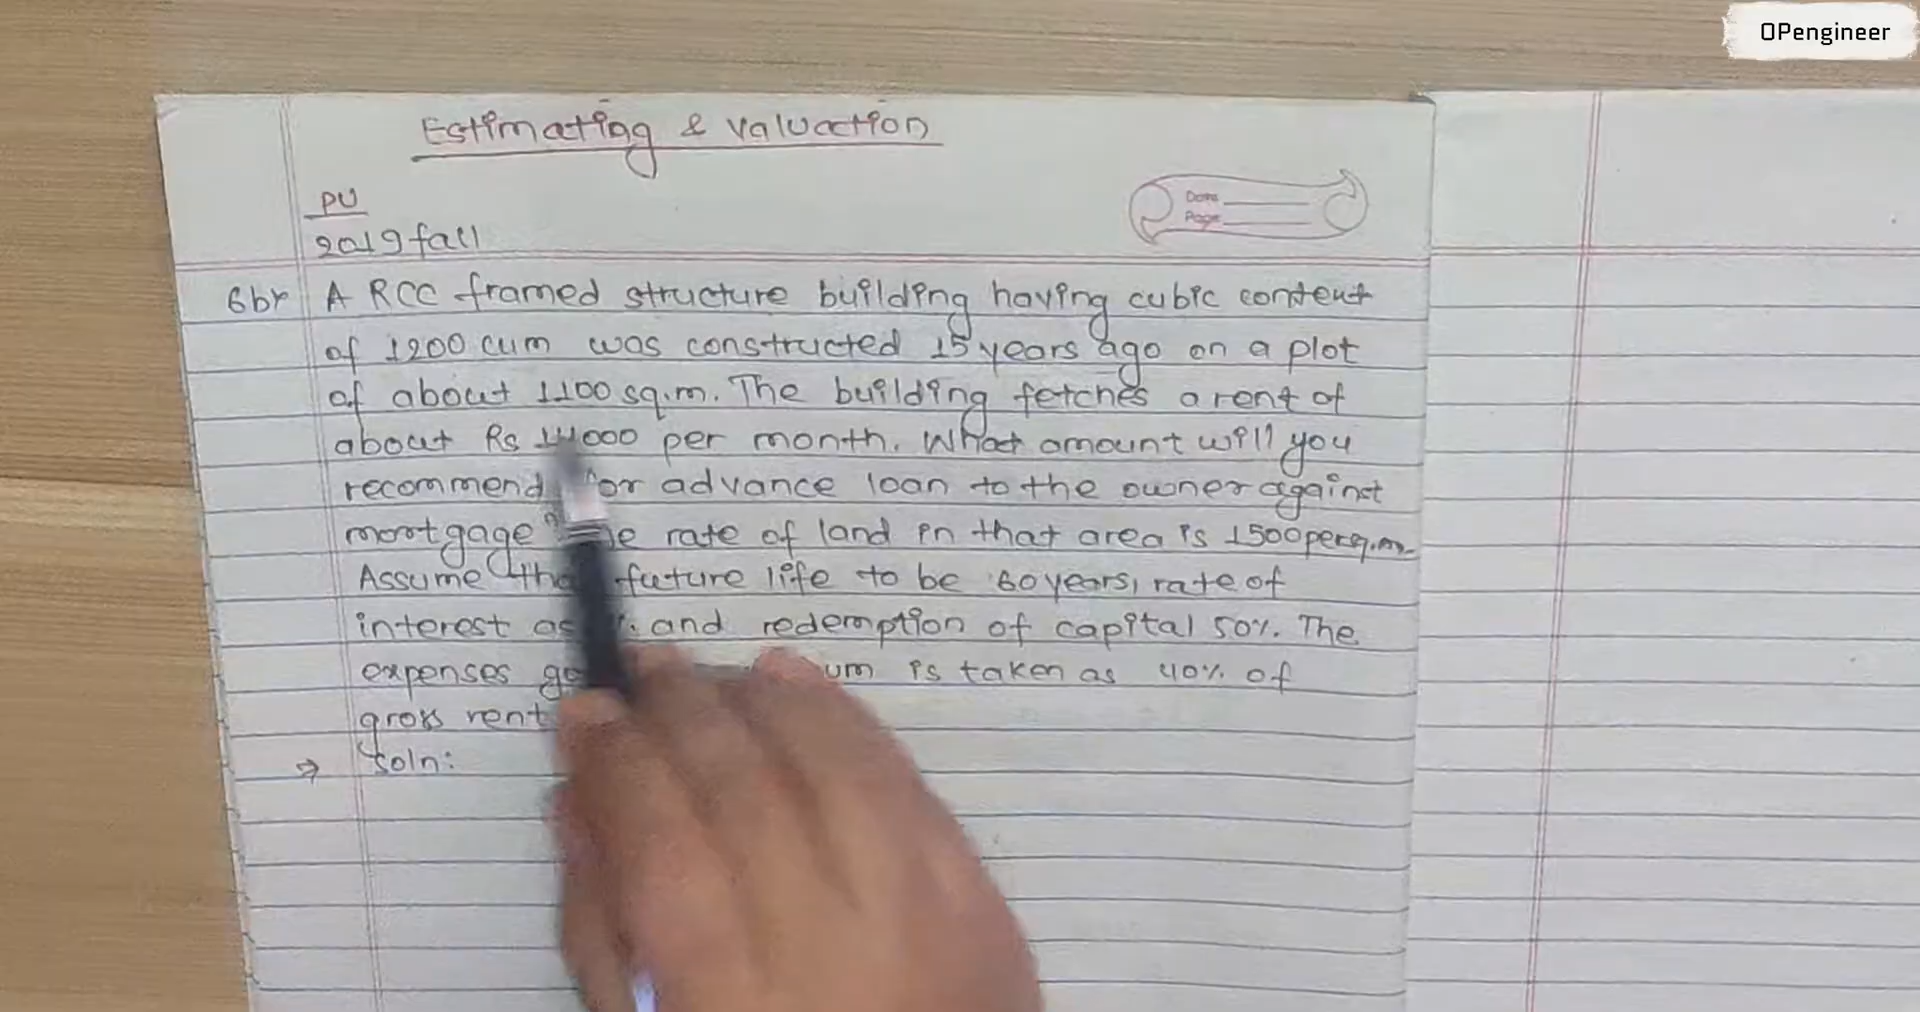 OPengineer
Estimating & valuation
Date
Page
PU
2019 fall
6b) A RCC framed structure building having cubic content
of 1200 cum was constructed 15 years ago on a plot
of about 1100 sq.m. The building fetches a rent of
about Rs per month. What amount will you
recommend for advance loan to the owner against
mortgage rate of land in that area is 1500 per sq.m.
Assume future life to be 60 years, rate of
interest as and redemption of capital 50%. The
expenses is taken as 40% of
gross rent
⇒ soln: